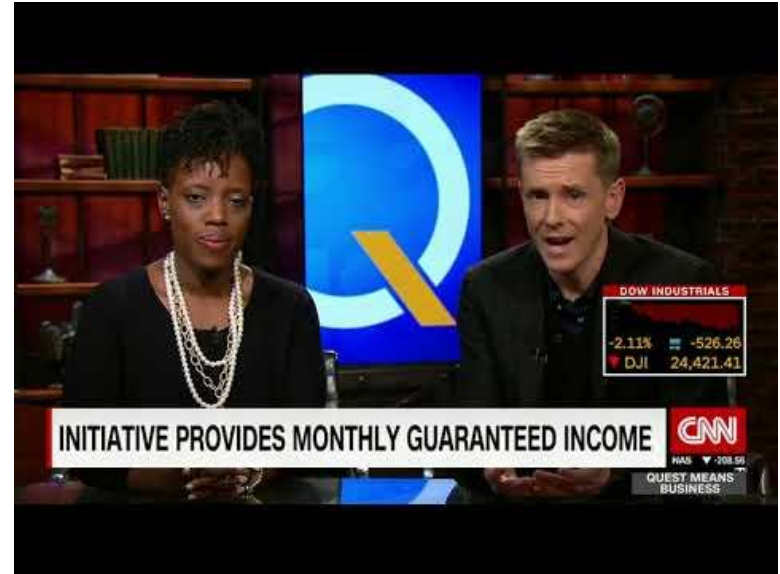 DOW INDUSTRIALS
-2.11% -526.26
▼ DJI 24,421.41
INITIATIVE PROVIDES MONTHLY GUARANTEED INCOME
CNN
NAS ▼ -208.56
QUEST MEANS
BUSINESS